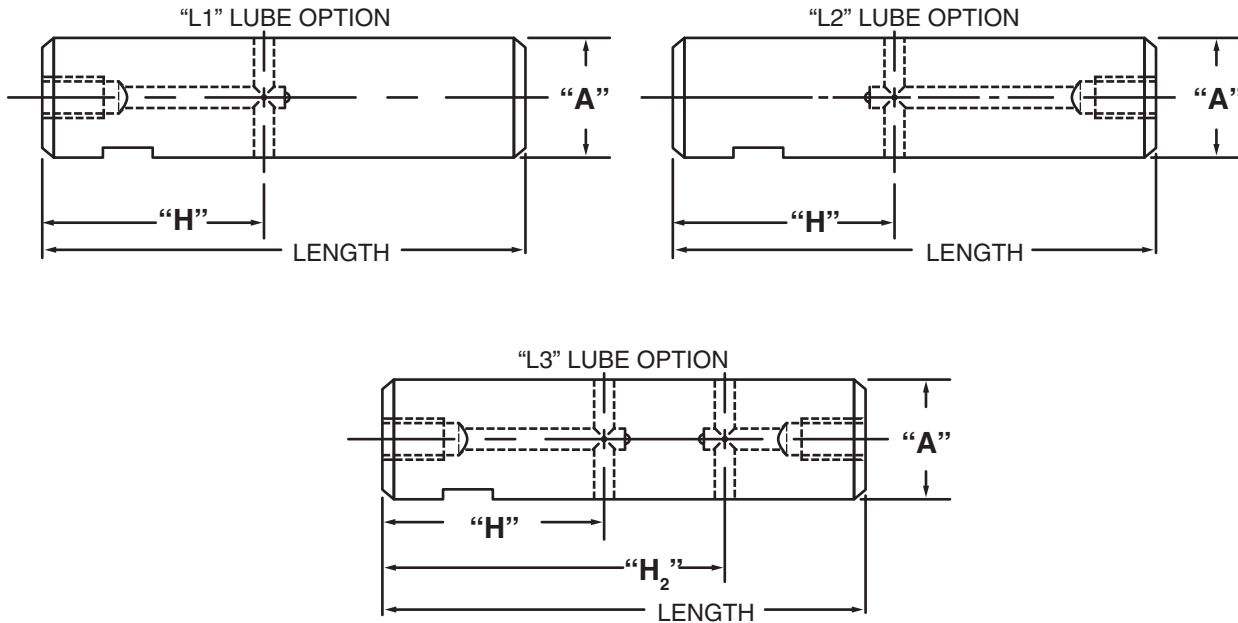 “L1” LUBE OPTION
“A”
“H”
LENGTH
“L2” LUBE OPTION
“A”
“H”
LENGTH
“L3” LUBE OPTION
“A”
“H”
“H₂”
LENGTH